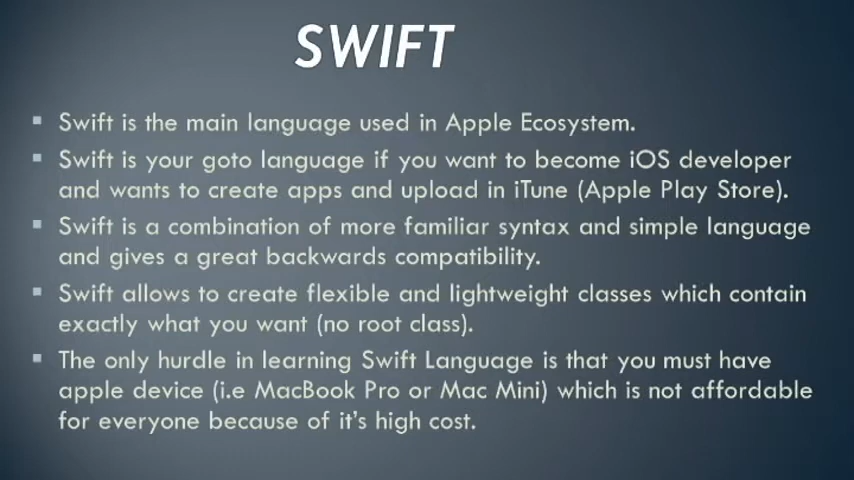 SWIFT
Swift is the main language used in Apple Ecosystem.
Swift is your goto language if you want to become iOS developer
and wants to create apps and upload in iTune (Apple Play Store).
Swift is a combination of more familiar syntax and simple language
and gives a great backwards compatibility.
Swift allows to create flexible and lightweight classes which contain
exactly what you want (no root class).
The only hurdle in learning Swift Language is that you must have
apple device (i.e MacBook Pro or Mac Mini) which is not affordable
for everyone because of it's high cost.